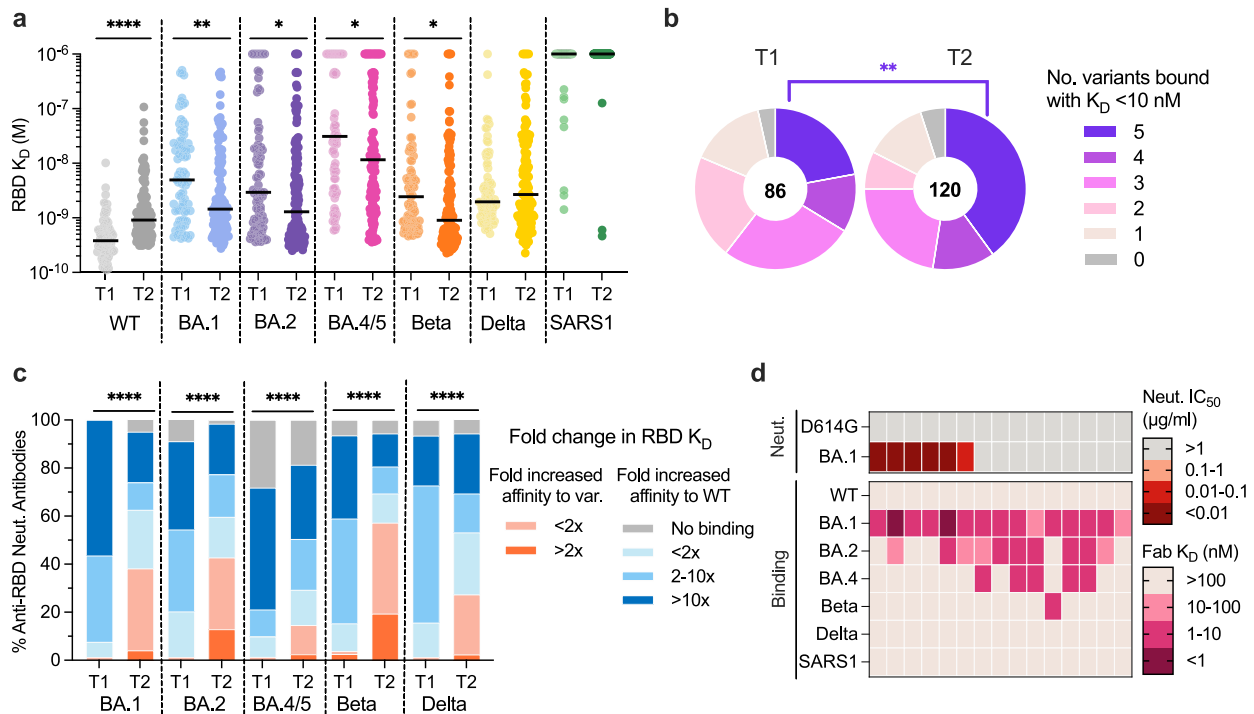 a
**** ** * * *
RBD K_D (M)
10⁻⁶
10⁻⁷
10⁻⁸
10⁻⁹
10⁻¹⁰
T1 T2 T1 T2 T1 T2 T1 T2 T1 T2 T1 T2 T1 T2
WT BA.1 BA.2 BA.4/5 Beta Delta SARS1
b
T1 ** T2
86 120
No. variants bound
with K_D <10 nM
5
4
3
2
1
0
c
**** **** **** **** ****
% Anti-RBD Neut. Antibodies
100
80
60
40
20
0
T1 T2 T1 T2 T1 T2 T1 T2 T1 T2
BA.1 BA.2 BA.4/5 Beta Delta
Fold change in RBD K_D
Fold increased
affinity to var.
<2x
>2x
Fold increased
affinity to WT
No binding
<2x
2-10x
>10x
d
Neut.
D614G
BA.1
Binding
WT
BA.1
BA.2
BA.4
Beta
Delta
SARS1
Neut. IC₅₀
(µg/ml)
>1
0.1-1
0.01-0.1
<0.01
Fab K_D (nM)
>100
10-100
1-10
<1